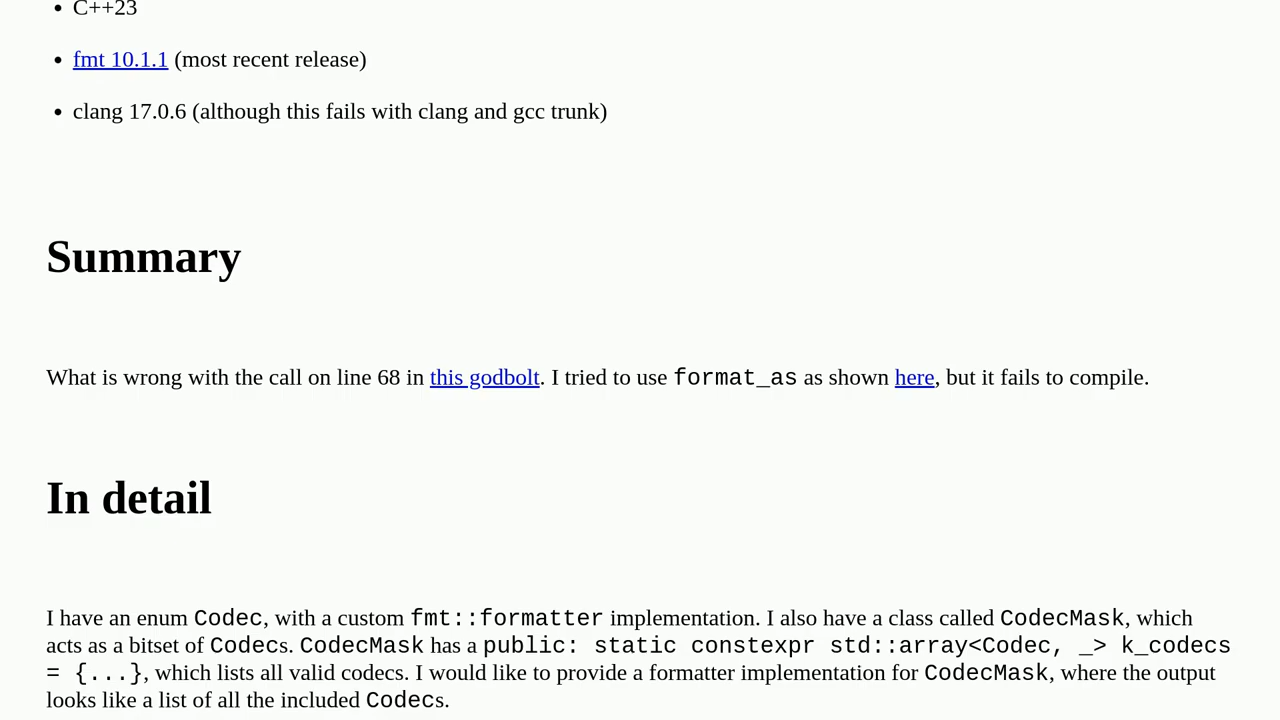 C++23
fmt 10.1.1 (most recent release)
clang 17.0.6 (although this fails with clang and gcc trunk)
Summary
What is wrong with the call on line 68 in this godbolt. I tried to use format_as as shown here, but it fails to compile.
In detail
I have an enum Codec, with a custom fmt::formatter implementation. I also have a class called CodecMask, which
acts as a bitset of Codecs. CodecMask has a public: static constexpr std::array<Codec, _> k_codecs
= {...}, which lists all valid codecs. I would like to provide a formatter implementation for CodecMask, where the output
looks like a list of all the included Codecs.